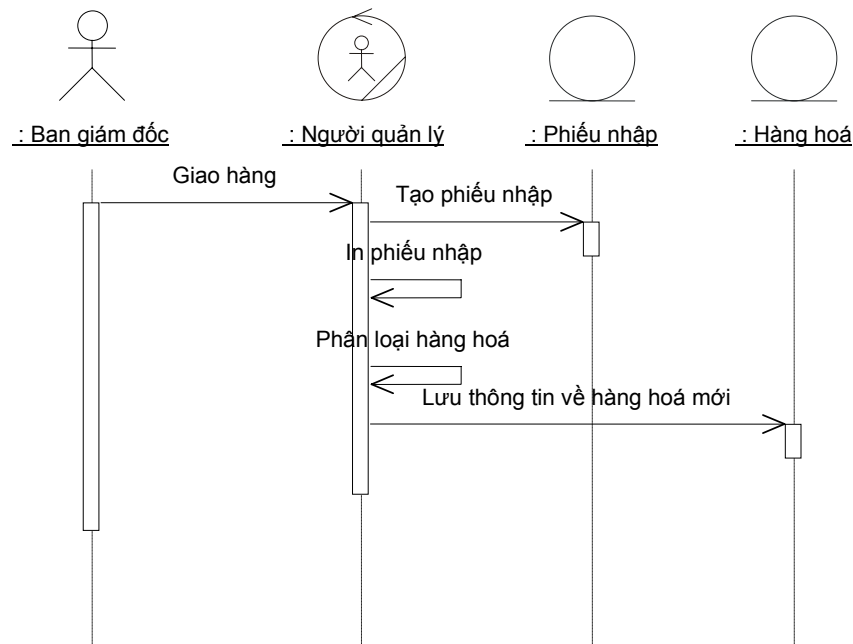 : Ban giám đốc
: Người quản lý
: Phiếu nhập
: Hàng hoá
Giao hàng
Tạo phiếu nhập
In phiếu nhập
Phân loại hàng hoá
Lưu thông tin về hàng hoá mới